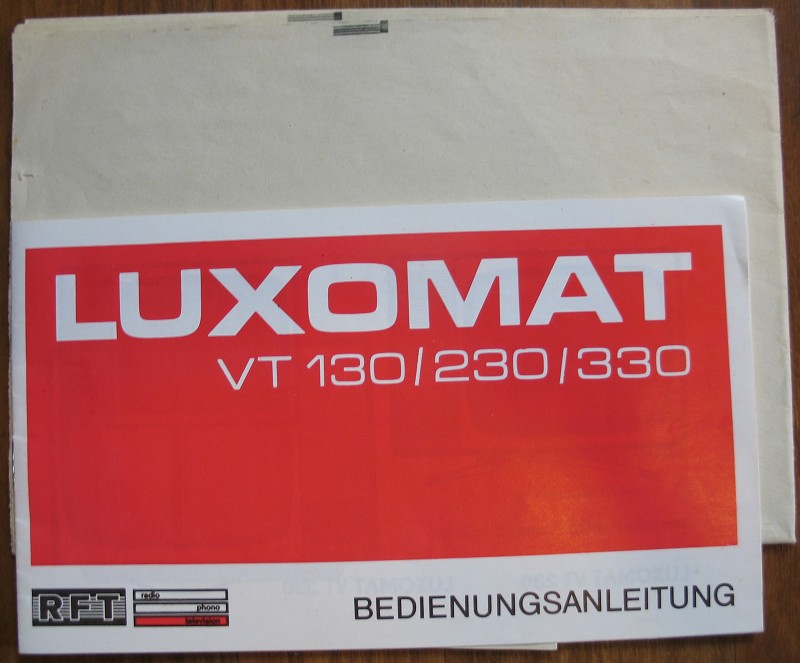 LUXOMAT
VT 130/230/330
RFT
radio
phono
television
BEDIENUNGSANLEITUNG